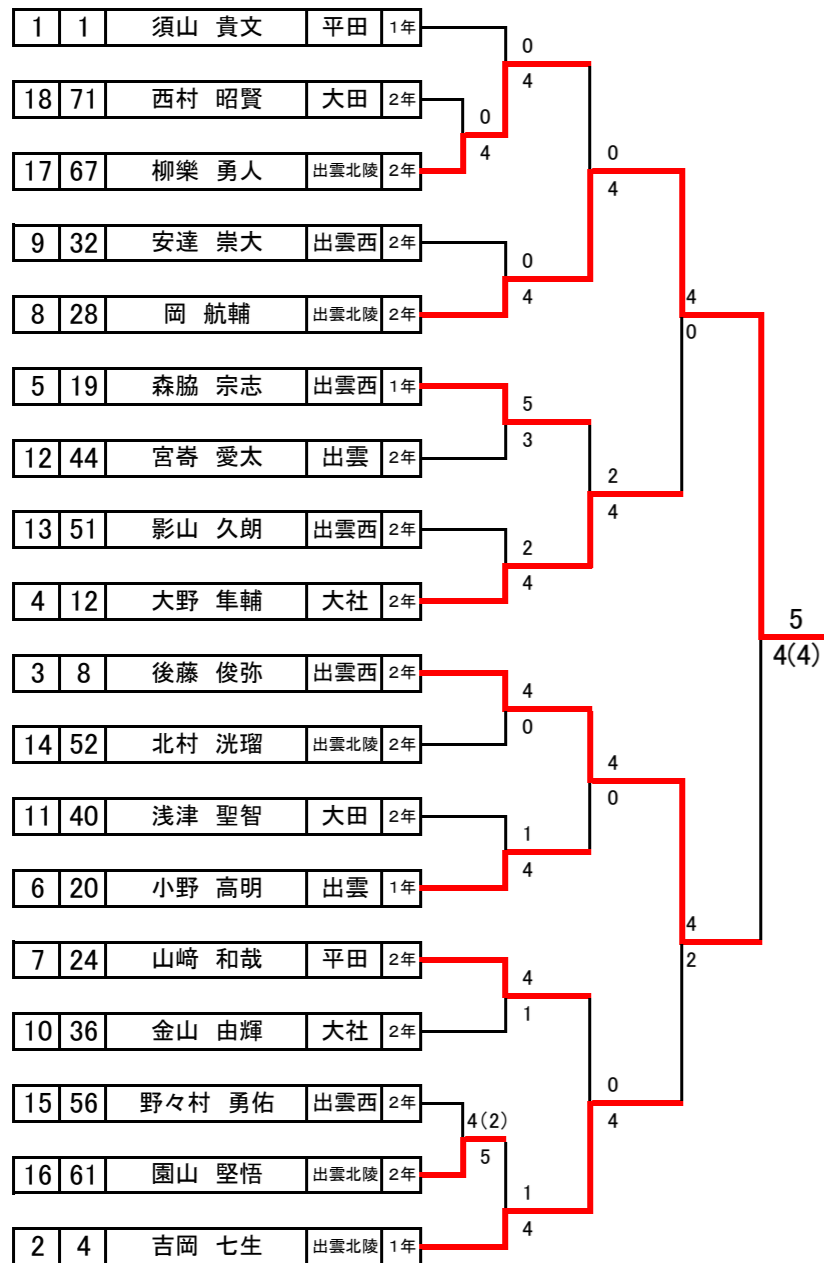 1 1 須山 貴文 平田 1年
0
4
18 71 西村 昭賢 大田 2年
0
4
17 67 柳樂 勇人 出雲北陵 2年
0
4
9 32 安達 崇大 出雲西 2年
0
4
8 28 岡 航輔 出雲北陵 2年
4
0
5 19 森脇 宗志 出雲西 1年
5
3
12 44 宮嵜 愛太 出雲 2年
2
4
13 51 影山 久朗 出雲西 2年
2
4
4 12 大野 隼輔 大社 2年
5
4(4)
3 8 後藤 俊弥 出雲西 2年
4
0
14 52 北村 洸瑠 出雲北陵 2年
4
0
11 40 浅津 聖智 大田 2年
1
4
6 20 小野 高明 出雲 1年
4
2
7 24 山﨑 和哉 平田 2年
4
1
10 36 金山 由輝 大社 2年
0
4
15 56 野々村 勇佑 出雲西 2年
4(2)
5
16 61 園山 堅悟 出雲北陵 2年
1
4
2 4 吉岡 七生 出雲北陵 1年